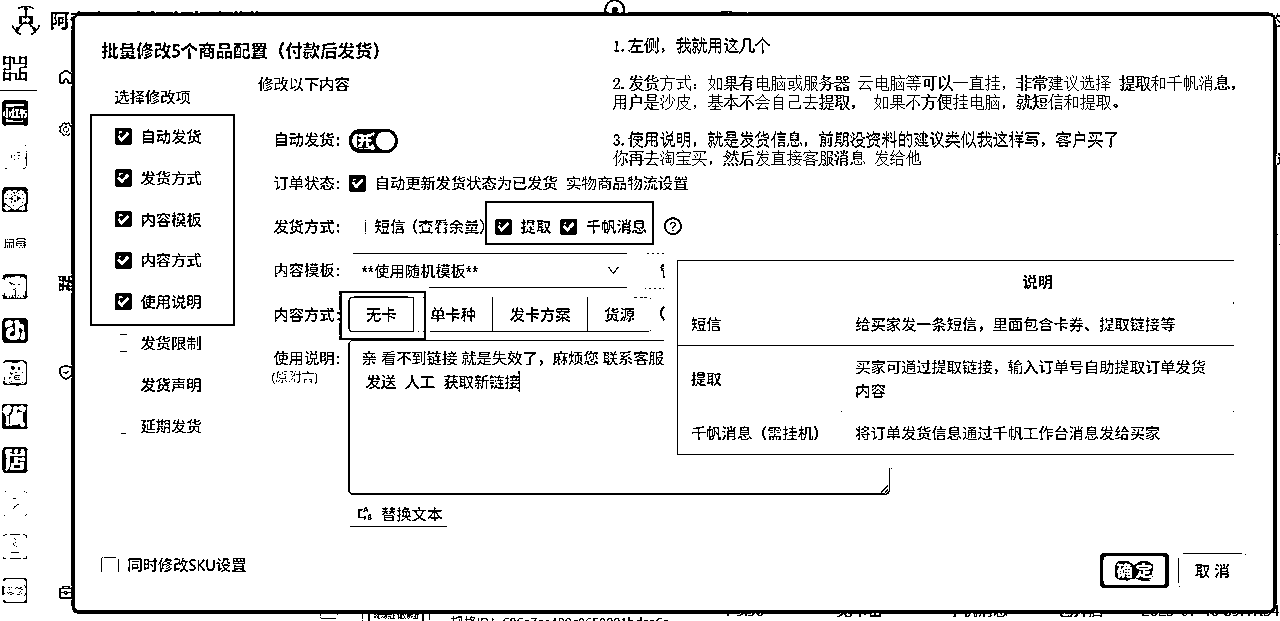 批量修改5个商品配置（付款后发货）
选择修改项
修改以下内容
自动发货
发货方式
内容模板
内容方式
使用说明
发货限制
发货声明
延期发货
1.左侧，我就用这几个
2.发货方式：如果有电脑或服务器 云电脑等可以一直挂，非常建议选择 提取和千帆消息，
用户是沙皮，基本不会自己去提取， 如果不方便挂电脑，就短信和提取。
3.使用说明，就是发货信息，前期没资料的建议类似我这样写，客户买了
你再去淘宝买，然后发直接客服消息 发给他
自动发货： 开
订单状态： 自动更新发货状态为已发货 实物商品物流设置
发货方式： 短信（查看余量） 提取 千帆消息 ?
内容模板： **使用随机模板**
内容方式： 无卡 单卡种 发卡方案 货源
使用说明：
(原附言)
亲 看不到链接 就是失效了，麻烦您 联系客服
发送 人工 获取新链接
说明
短信 给买家发一条短信，里面包含卡券、提取链接等
提取 买家可通过提取链接，输入订单号自助提取订单发货
内容
千帆消息（需挂机） 将订单发货信息通过千帆工作台消息发给买家
替换文本
同时修改SKU设置
确定 取消